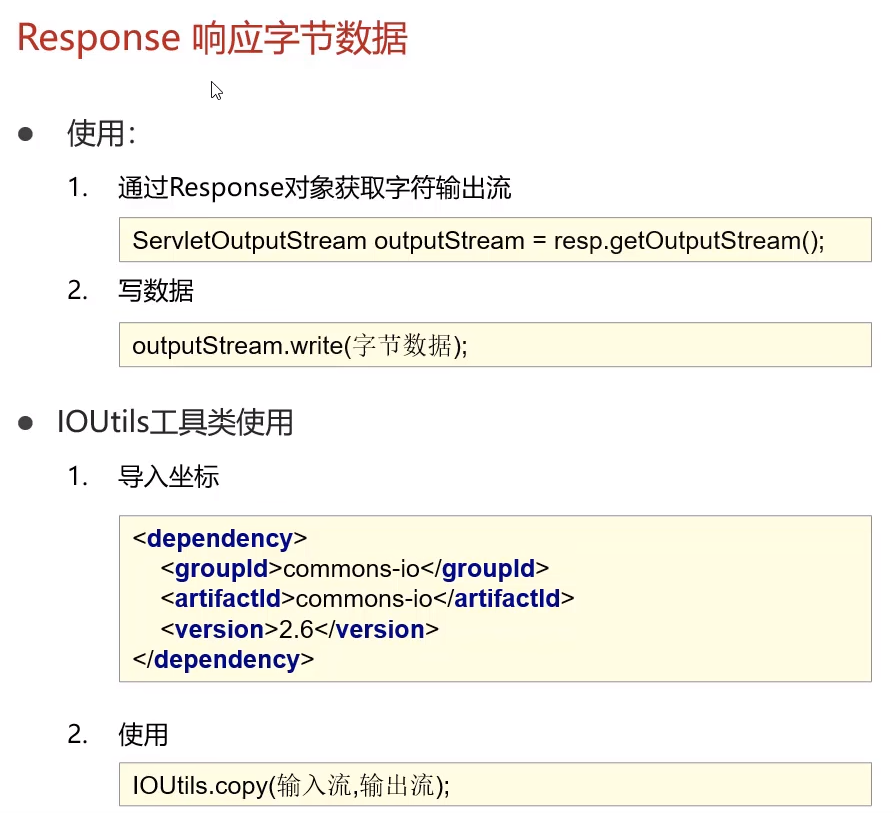 Response 响应字节数据
● 使用：
1. 通过Response对象获取字符输出流
ServletOutputStream outputStream = resp.getOutputStream();
2. 写数据
outputStream.write(字节数据);
● IOUtils工具类使用
1. 导入坐标
<dependency>
<groupId>commons-io</groupId>
<artifactId>commons-io</artifactId>
<version>2.6</version>
</dependency>
2. 使用
IOUtils.copy(输入流,输出流);